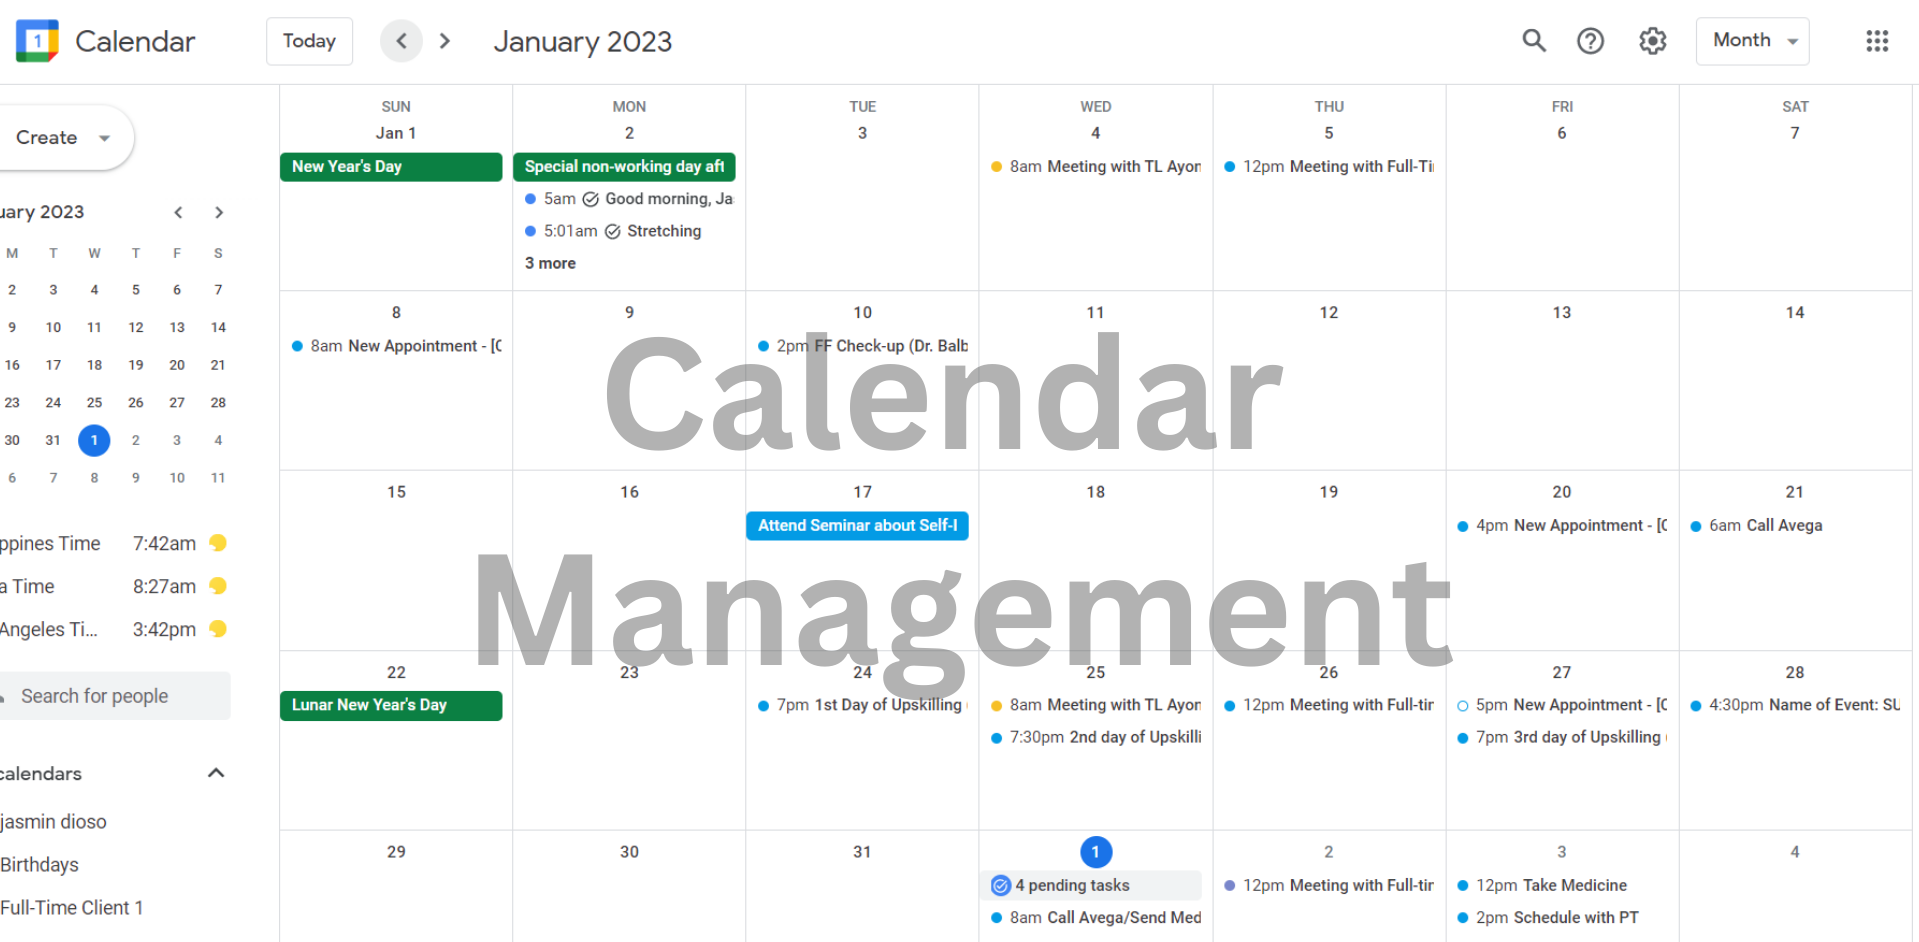 1 Calendar Today January 2023 Month
Create
uary 2023
M T W T F S
2 3 4 5 6 7
9 10 11 12 13 14
16 17 18 19 20 21
23 24 25 26 27 28
30 31 1 2 3 4
6 7 8 9 10 11
ppines Time 7:42am
a Time 8:27am
Angeles Ti... 3:42pm
Search for people
calendars
jasmin dioso
Birthdays
Full-Time Client 1
SUN MON TUE WED THU FRI SAT
Jan 1 2 3 4 5 6 7
New Year's Day
Special non-working day aft
5am Good morning, Ja
5:01am Stretching
3 more
8am Meeting with TL Ayon
12pm Meeting with Full-Ti
8 9 10 11 12 13 14
8am New Appointment - [C
2pm FF Check-up (Dr. Balb
Calendar
15 16 17 18 19 20 21
Attend Seminar about Self-I
4pm New Appointment - [C
6am Call Avega
Management
22 23 24 25 26 27 28
Lunar New Year's Day
7pm 1st Day of Upskilling
8am Meeting with TL Ayon
7:30pm 2nd day of Upskilli
12pm Meeting with Full-tir
5pm New Appointment - [C
7pm 3rd day of Upskilling
4:30pm Name of Event: SU
29 30 31 1 2 3 4
4 pending tasks
8am Call Avega/Send Med
12pm Meeting with Full-tir
12pm Take Medicine
2pm Schedule with PT